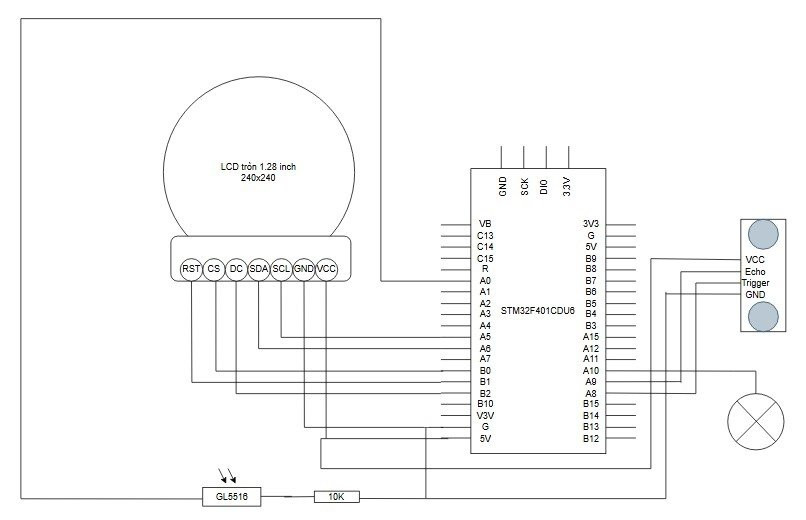 LCD tròn 1.28 inch
240x240
RST CS DC SDA SCL GND VCC
GND SCK DIO 3.3V
VB 3V3
C13 G
C14 5V
C15 B9
R B8
A0 B7
A1 B6
A2 B5
A3 B4
A4 B3
STM32F401CDU6
A5 A15
A6 A12
A7 A11
B0 A10
B1 A9
B2 A8
B10 B15
V3V B14
G B13
5V B12
VCC
Echo
Trigger
GND
GL5516
10K